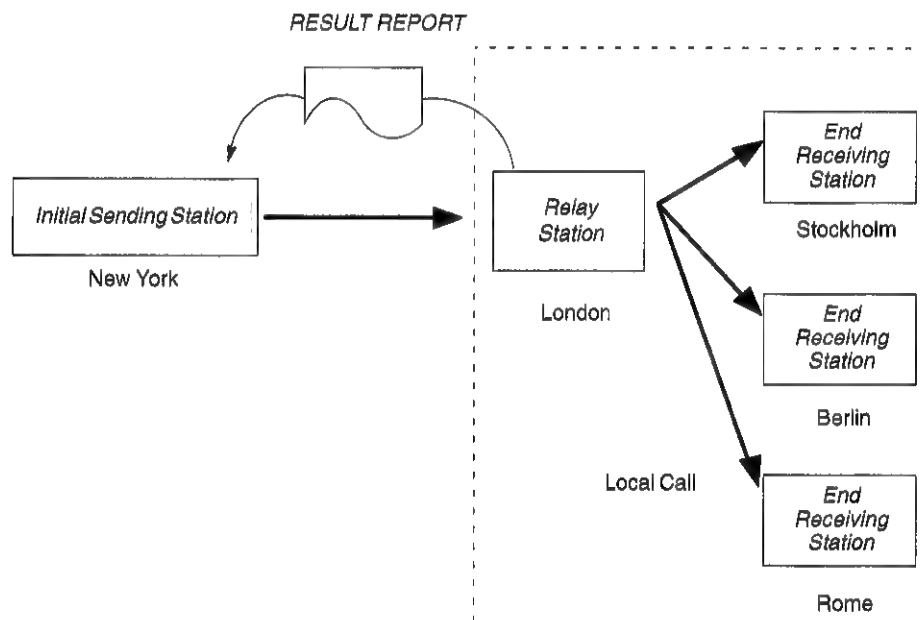 RESULT REPORT
Initial Sending Station
New York
Relay
Station
London
End
Receiving
Station
Stockholm
End
Receiving
Station
Berlin
Local Call
End
Receiving
Station
Rome